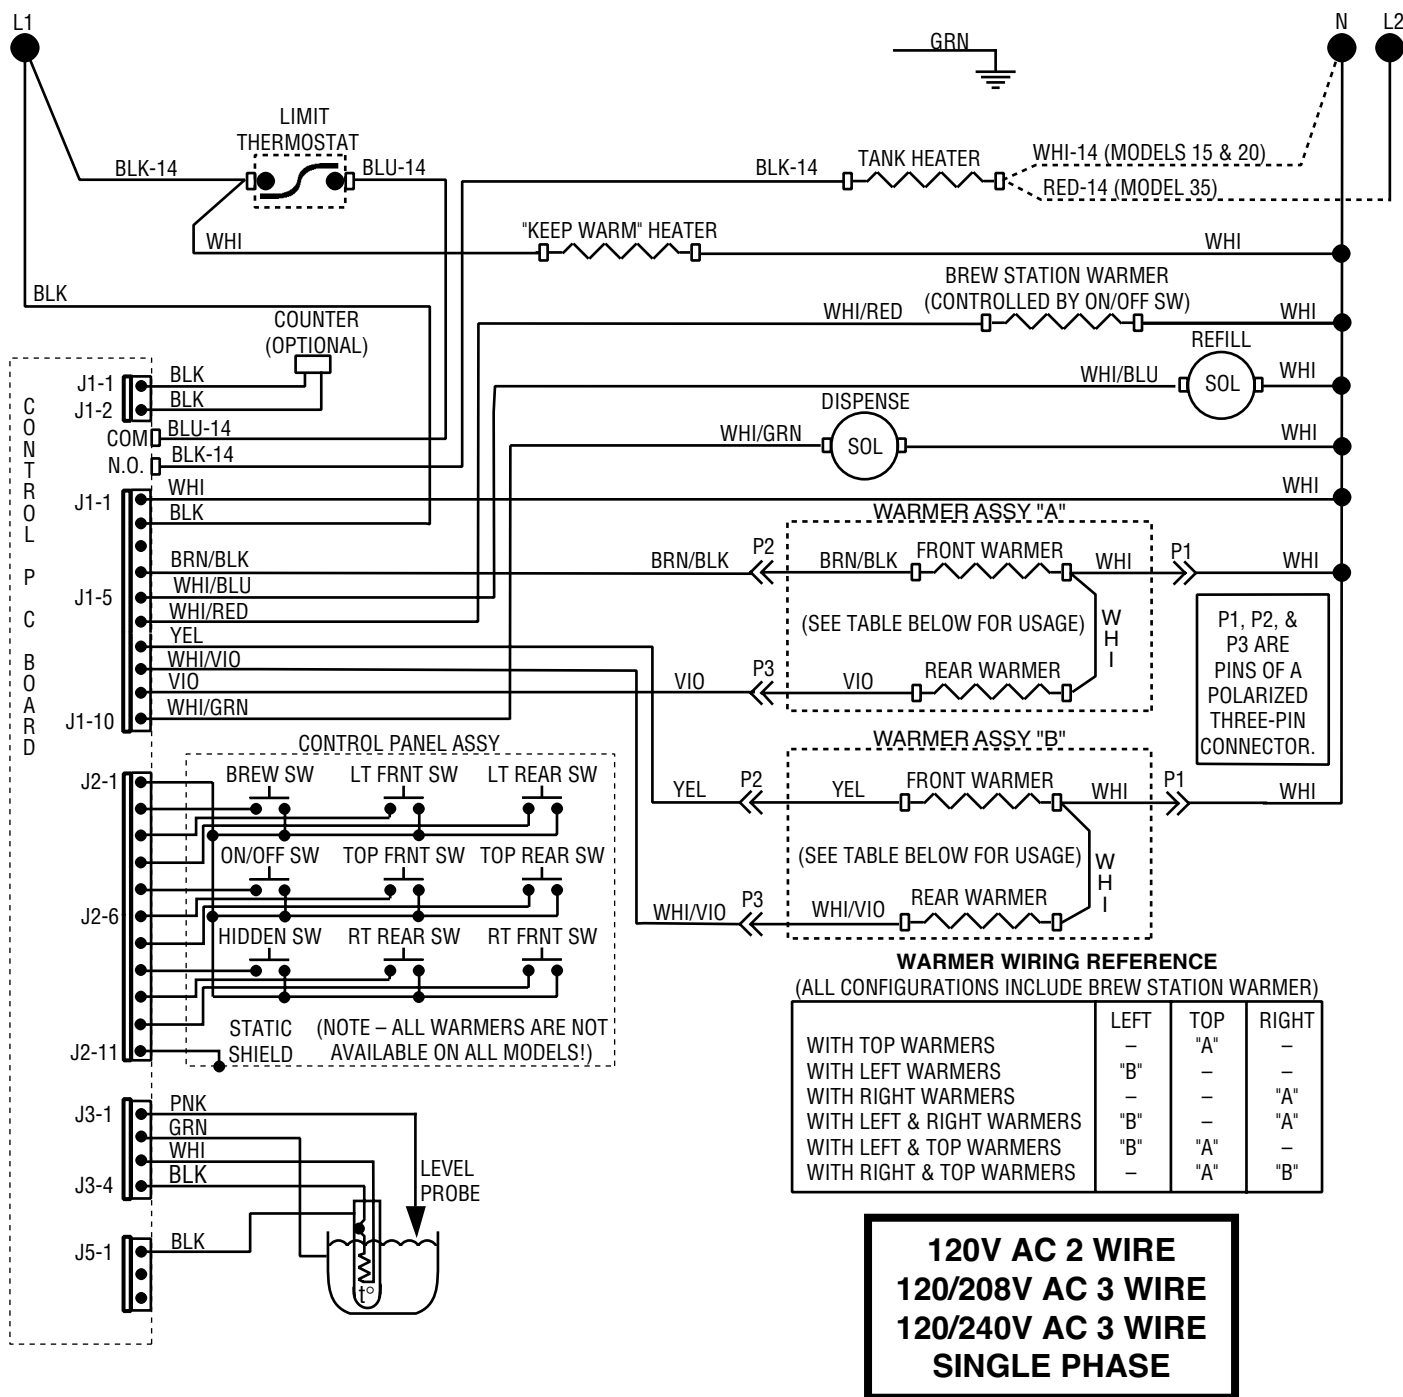 L1
N L2
GRN
LIMIT
THERMOSTAT
BLK-14
BLU-14
BLK-14
TANK HEATER
WHI-14 (MODELS 15 & 20)
RED-14 (MODEL 35)
WHI
"KEEP WARM" HEATER
WHI
BLK
BREW STATION WARMER
(CONTROLLED BY ON/OFF SW)
WHI/RED
WHI
COUNTER
(OPTIONAL)
REFILL
WHI/BLU
SOL
WHI
DISPENSE
WHI/GRN
SOL
WHI
CONTROL PC BOARD
J1-1
BLK
J1-2
BLK
COM
BLU-14
N.O.
BLK-14
J1-1
WHI
WHI
BLK
BRN/BLK
J1-5
WHI/BLU
WHI/RED
YEL
WHI/VIO
VIO
J1-10
WHI/GRN
WARMER ASSY "A"
BRN/BLK
P2
BRN/BLK
FRONT WARMER
WHI
P1
WHI
(SEE TABLE BELOW FOR USAGE)
WHI
VIO
P3
VIO
REAR WARMER
P1, P2, &
P3 ARE
PINS OF A
POLARIZED
THREE-PIN
CONNECTOR.
WARMER ASSY "B"
YEL
P2
YEL
FRONT WARMER
WHI
P1
WHI
(SEE TABLE BELOW FOR USAGE)
WHI
WHI/VIO
P3
WHI/VIO
REAR WARMER
CONTROL PANEL ASSY
J2-1
BREW SW LT FRNT SW LT REAR SW
ON/OFF SW TOP FRNT SW TOP REAR SW
J2-6
HIDDEN SW RT REAR SW RT FRNT SW
J2-11
STATIC
SHIELD
(NOTE – ALL WARMERS ARE NOT
AVAILABLE ON ALL MODELS!)
J3-1
PNK
GRN
WHI
J3-4
BLK
LEVEL
PROBE
J5-1
BLK
t°
WARMER WIRING REFERENCE
(ALL CONFIGURATIONS INCLUDE BREW STATION WARMER)
LEFT TOP RIGHT
WITH TOP WARMERS – "A" –
WITH LEFT WARMERS "B" – –
WITH RIGHT WARMERS – – "A"
WITH LEFT & RIGHT WARMERS "B" – "A"
WITH LEFT & TOP WARMERS "B" "A" –
WITH RIGHT & TOP WARMERS – "A" "B"
120V AC 2 WIRE
120/208V AC 3 WIRE
120/240V AC 3 WIRE
SINGLE PHASE